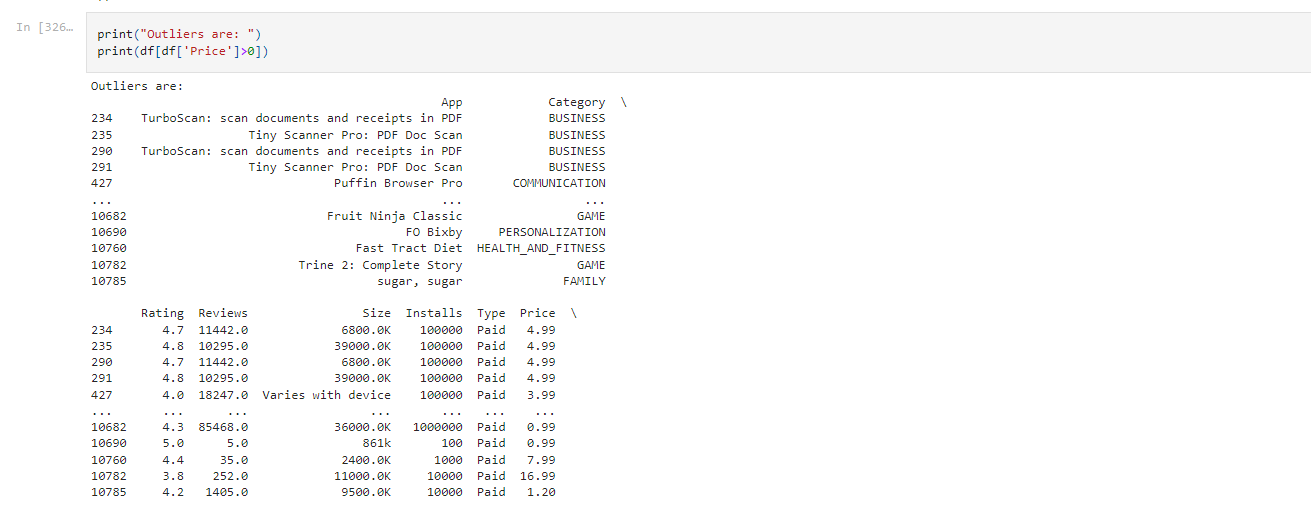 In [326…
print("Outliers are: ")
print(df[df['Price']>0])
Outliers are:
App Category \
234 TurboScan: scan documents and receipts in PDF BUSINESS
235 Tiny Scanner Pro: PDF Doc Scan BUSINESS
290 TurboScan: scan documents and receipts in PDF BUSINESS
291 Tiny Scanner Pro: PDF Doc Scan BUSINESS
427 Puffin Browser Pro COMMUNICATION
... ... ...
10682 Fruit Ninja Classic GAME
10690 FO Bixby PERSONALIZATION
10760 Fast Tract Diet HEALTH_AND_FITNESS
10782 Trine 2: Complete Story GAME
10785 sugar, sugar FAMILY
Rating Reviews Size Installs Type Price \
234 4.7 11442.0 6800.0K 100000 Paid 4.99
235 4.8 10295.0 39000.0K 100000 Paid 4.99
290 4.7 11442.0 6800.0K 100000 Paid 4.99
291 4.8 10295.0 39000.0K 100000 Paid 4.99
427 4.0 18247.0 Varies with device 100000 Paid 3.99
... ... ... ... ... ... ...
10682 4.3 85468.0 36000.0K 1000000 Paid 0.99
10690 5.0 5.0 861k 100 Paid 0.99
10760 4.4 35.0 2400.0K 1000 Paid 7.99
10782 3.8 252.0 11000.0K 10000 Paid 16.99
10785 4.2 1405.0 9500.0K 10000 Paid 1.20